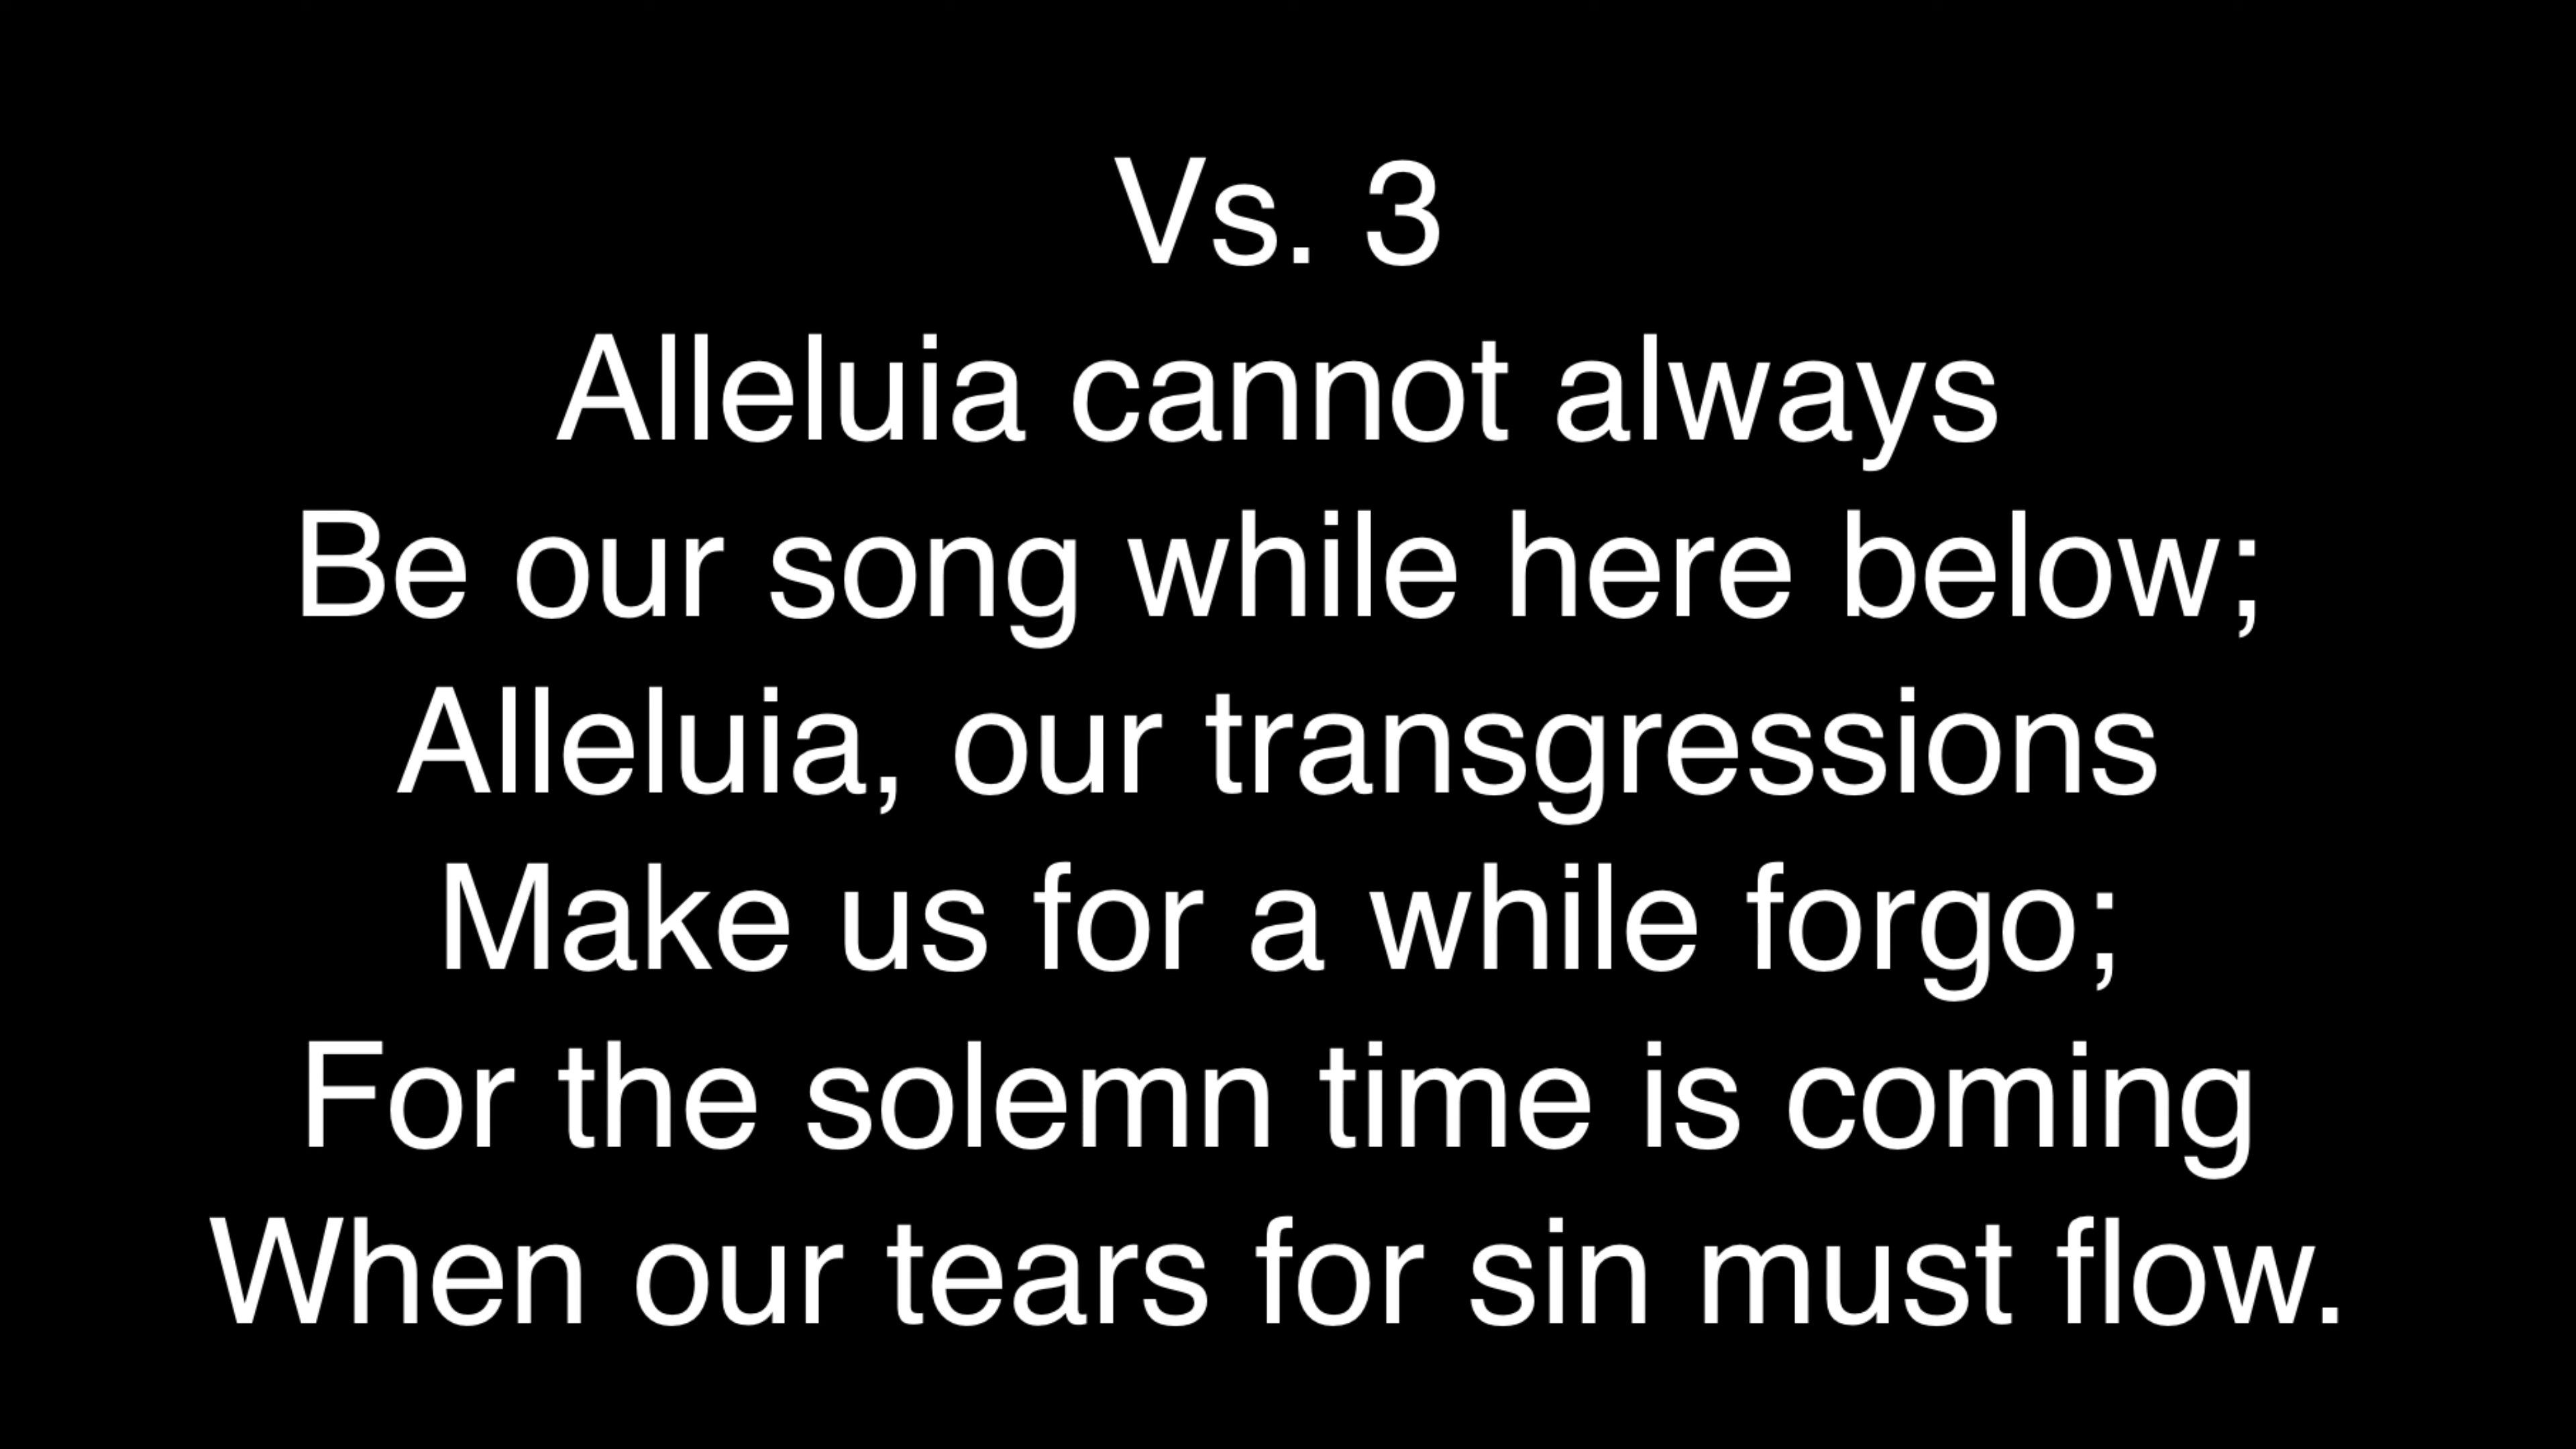 Vs. 3
Alleluia cannot always
Be our song while here below;
Alleluia, our transgressions
Make us for a while forgo;
For the solemn time is coming
When our tears for sin must flow.